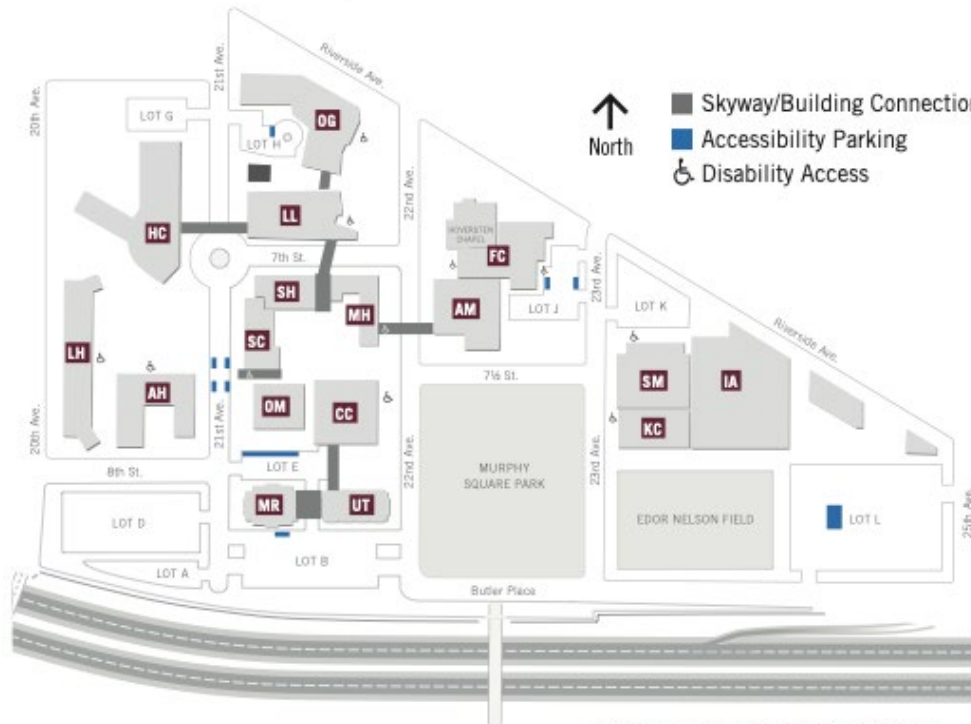 Riverside Ave.
21st Ave.
20th Ave.
LOT G
OG
LOT H
North
Skyway/Building Connection
Accessibility Parking
Disability Access
22nd Ave.
LL
HC
HOVERSTEN
CHAPEL
FC
7th St.
23rd Ave.
SH
MH
AM
LOT J
LOT K
Riverside Ave.
SC
LH
AH
7½ St.
SM
IA
OM
CC
KC
20th Ave.
21st Ave.
22nd Ave.
23rd Ave.
8th St.
LOT E
MURPHY
SQUARE PARK
MR
UT
LOT D
EDOR NELSON FIELD
LOT L
25th Ave.
LOT A
LOT B
Butler Place